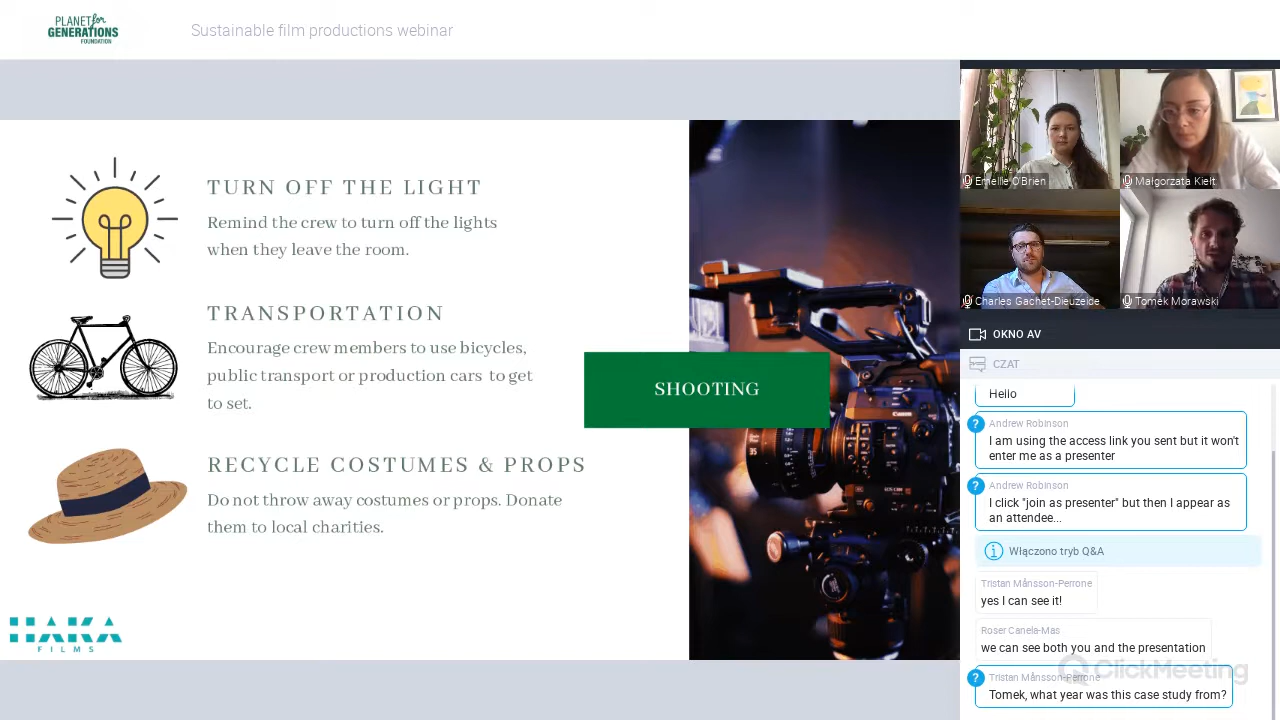 PLANET for
GENERATIONS
FOUNDATION
Sustainable film productions webinar
TURN OFF THE LIGHT
Remind the crew to turn off the lights
when they leave the room.
TRANSPORTATION
Encourage crew members to use bicycles,
public transport or production cars to get
to set.
RECYCLE COSTUMES & PROPS
Do not throw away costumes or props. Donate
them to local charities.
HAKA
FILMS
SHOOTING
Canon
35
Emellie O'Brien
Małgorzata Kiełt
Charles Gachet-Dieuzeide
Tomek Morawski
OKNO AV
CZAT
Hello
Andrew Robinson
I am using the access link you sent but it won't
enter me as a presenter
Andrew Robinson
I click "join as presenter" but then I appear as
an attendee...
Włączono tryb Q&A
Tristan Månsson-Perrone
yes I can see it!
Roser Canela-Mas
we can see both you and the presentation
ClickMeeting
Tristan Månsson-Perrone
Tomek, what year was this case study from?